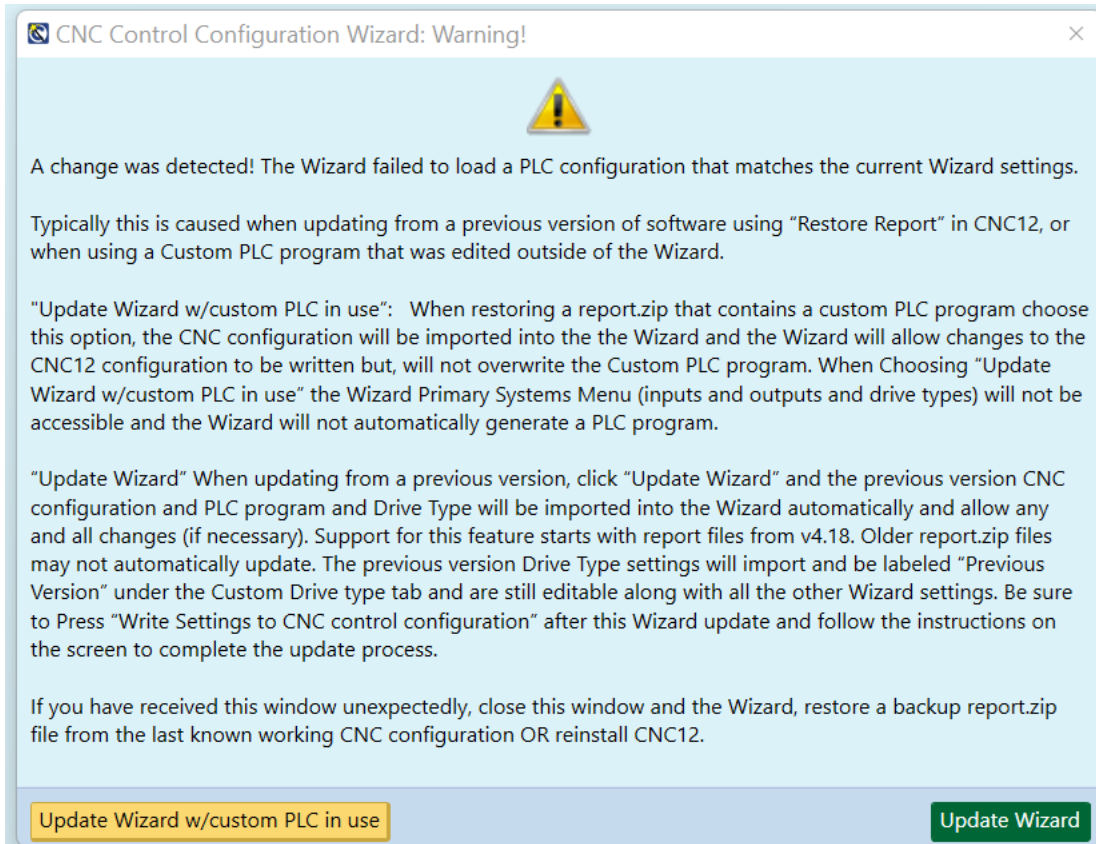 CNC Control Configuration Wizard: Warning!
A change was detected! The Wizard failed to load a PLC configuration that matches the current Wizard settings.
Typically this is caused when updating from a previous version of software using “Restore Report” in CNC12, or
when using a Custom PLC program that was edited outside of the Wizard.
"Update Wizard w/custom PLC in use”:   When restoring a report.zip that contains a custom PLC program choose
this option, the CNC configuration will be imported into the the Wizard and the Wizard will allow changes to the
CNC12 configuration to be written but, will not overwrite the Custom PLC program. When Choosing “Update
Wizard w/custom PLC in use” the Wizard Primary Systems Menu (inputs and outputs and drive types) will not be
accessible and the Wizard will not automatically generate a PLC program.
“Update Wizard” When updating from a previous version, click “Update Wizard” and the previous version CNC
configuration and PLC program and Drive Type will be imported into the Wizard automatically and allow any
and all changes (if necessary). Support for this feature starts with report files from v4.18. Older report.zip files
may not automatically update. The previous version Drive Type settings will import and be labeled “Previous
Version” under the Custom Drive type tab and are still editable along with all the other Wizard settings. Be sure
to Press “Write Settings to CNC control configuration” after this Wizard update and follow the instructions on
the screen to complete the update process.
If you have received this window unexpectedly, close this window and the Wizard, restore a backup report.zip
file from the last known working CNC configuration OR reinstall CNC12.
Update Wizard w/custom PLC in use
Update Wizard